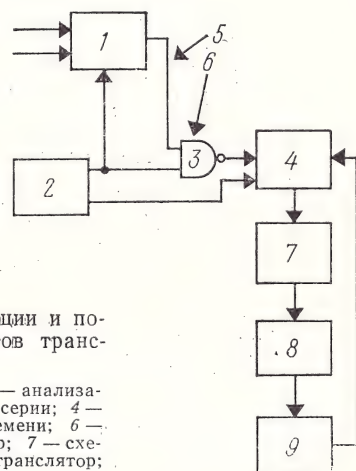 1
5
6
3
2
4
7
8
9
ции и по-
ов транс-
— анализа-
серии; 4 —
емени; 6 —
р; 7 — схе-
транслятор;